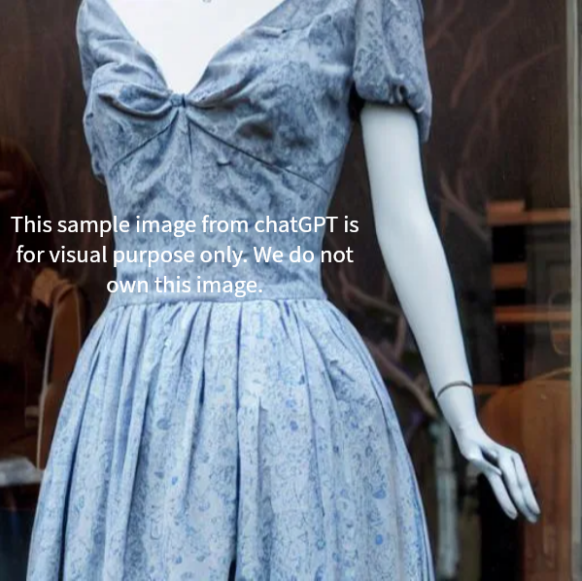 This sample image from chatGPT is
for visual purpose only. We do not
own this image.